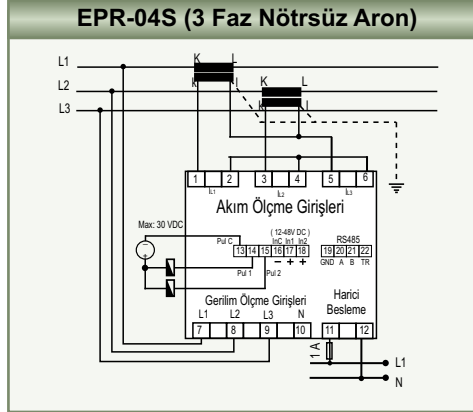 EPR-04S (3 Faz Nötrsüz Aron)
L1
K L
k l
L2
K L
k l
L3
1 2 3 4 5 6
IL1 IL2 IL3
Akım Ölçme Girişleri
Max: 30 VDC
( 12-48V DC )
Pul C InC In1 In2 RS485
13 14 15 16 17 18 19 20 21 22
− + + GND A B TR
Pul 1 Pul 2
Gerilim Ölçme Girişleri
Harici
Besleme
L1 L2 L3 N
7 8 9 10 11 12
1 A
L1
N